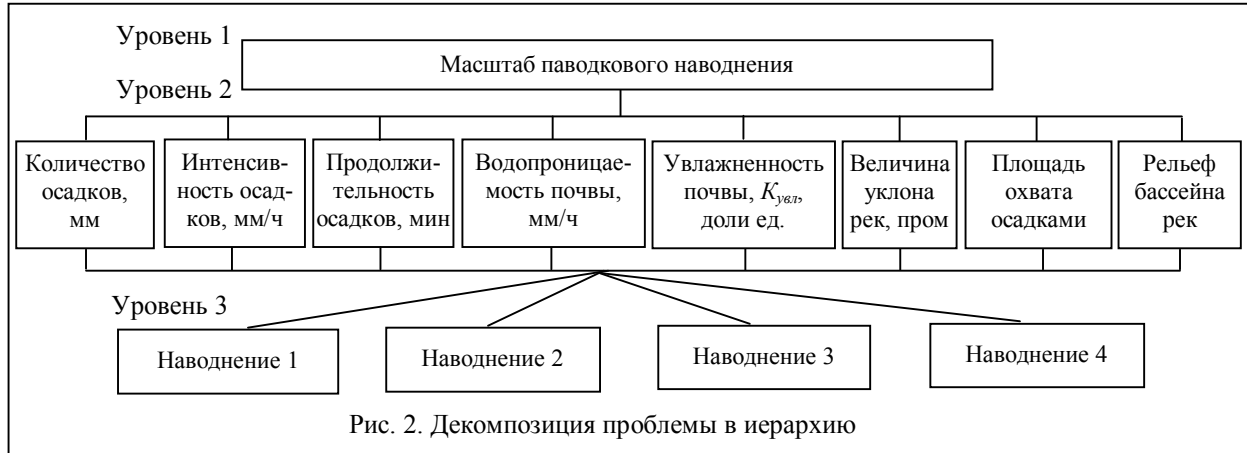 Уровень 1
Масштаб паводкового наводнения
Уровень 2
Количество
осадков,
мм
Интенсив-
ность осад-
ков, мм/ч
Продолжи-
тельность
осадков, мин
Водопроницае-
мость почвы,
мм/ч
Увлажненность
почвы, Kувл,
доли ед.
Величина
уклона
рек, пром
Площадь
охвата
осадками
Рельеф
бассейна
рек
Уровень 3
Наводнение 1
Наводнение 2
Наводнение 3
Наводнение 4
Рис. 2. Декомпозиция проблемы в иерархию